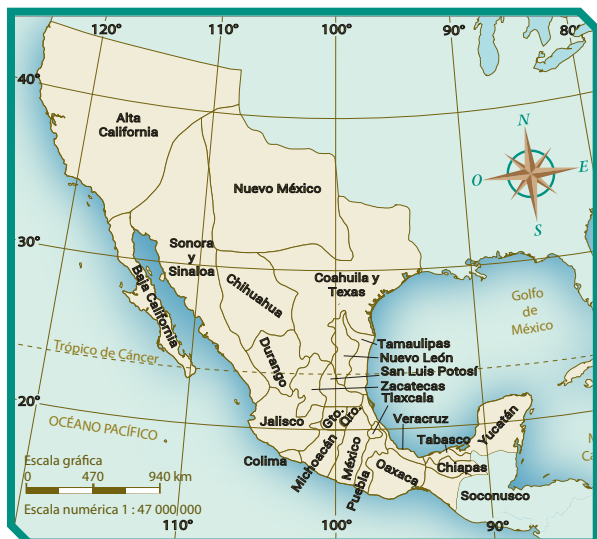 120°
110°
100°
90°
80°
40°
Alta
California
N
O
E
S
Nuevo México
30°
Sonora
y
Sinaloa
Baja California
Chihuahua
Coahuila y
Texas
Golfo
de
México
Trópico de Cáncer
Durango
Tamaulipas
Nuevo León
San Luis Potosí
Zacatecas
Tlaxcala
20°
Jalisco
Gto.
Qro.
Veracruz
Yucatán
OCÉANO PACÍFICO
Tabasco
Colima
Michoacán
México
Puebla
Oaxaca
Chiapas
Soconusco
Escala gráfica
0 470 940 km
Escala numérica 1 : 47 000 000
110°
100°
90°